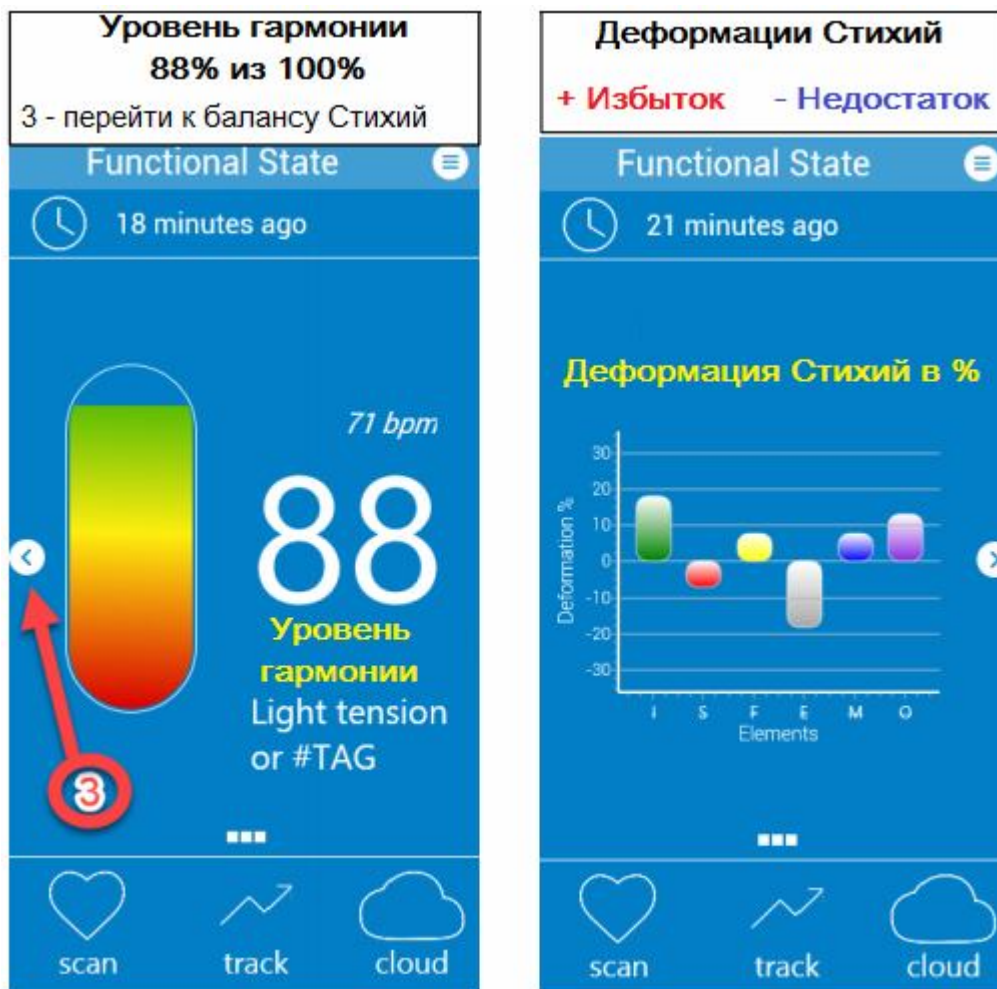 Уровень гармонии
88% из 100%
3 - перейти к балансу Стихий
Functional State
18 minutes ago
71 bpm
88
Уровень
гармонии
Light tension
or #TAG
3
scan track cloud
Деформации Стихий
+ Избыток - Недостаток
Functional State
21 minutes ago
Деформация Стихий в %
Deformation %
30
20
10
0
-10
-20
-30
I S F E M O
Elements
scan track cloud